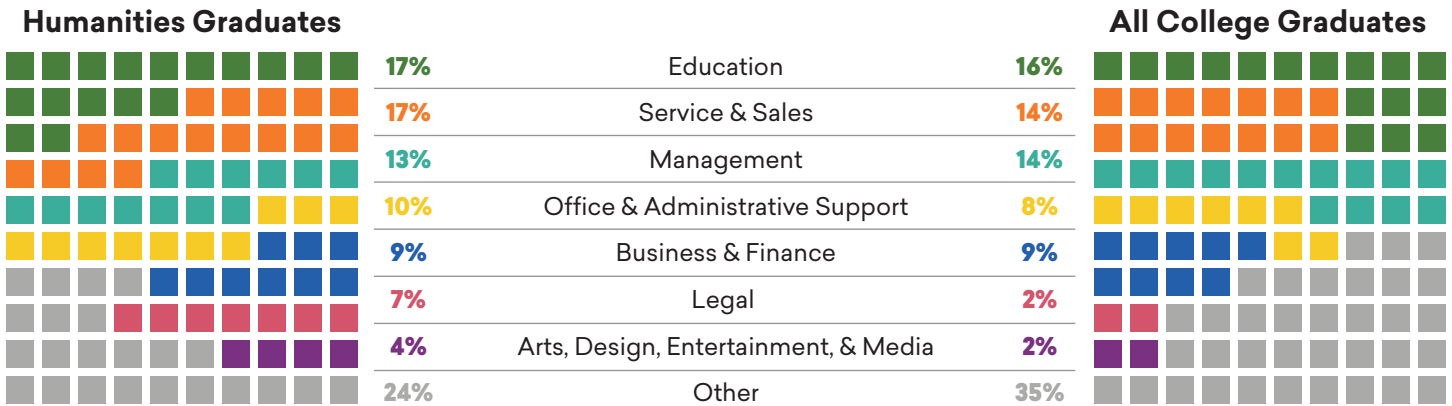 Humanities Graduates All College Graduates
17% Education 16%
17% Service & Sales 14%
13% Management 14%
10% Office & Administrative Support 8%
9% Business & Finance 9%
7% Legal 2%
4% Arts, Design, Entertainment, & Media 2%
24% Other 35%